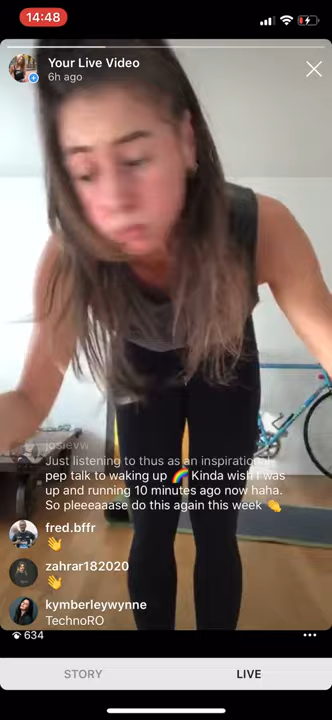 14:48
Your Live Video
6h ago
josievw
Just listening to thus as an inspirational
pep talk to waking up 🌈 Kinda wish I was
up and running 10 minutes ago now haha.
So pleeeaaase do this again this week 👏
fred.bffr
👋
zahrar182020
👋
kymberleywynne
TechnoRO
634
STORY LIVE